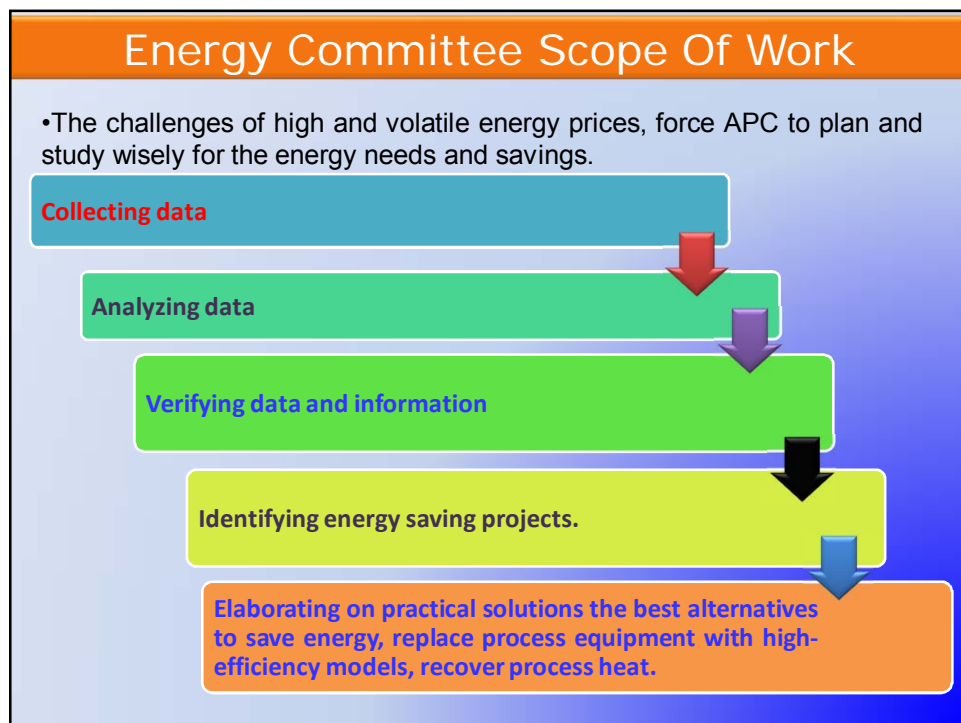 Energy Committee Scope Of Work
•The challenges of high and volatile energy prices, force APC to plan and
study wisely for the energy needs and savings.
Collecting data
Analyzing data
Verifying data and information
Identifying energy saving projects.
Elaborating on practical solutions the best alternatives
to save energy, replace process equipment with high-
efficiency models, recover process heat.